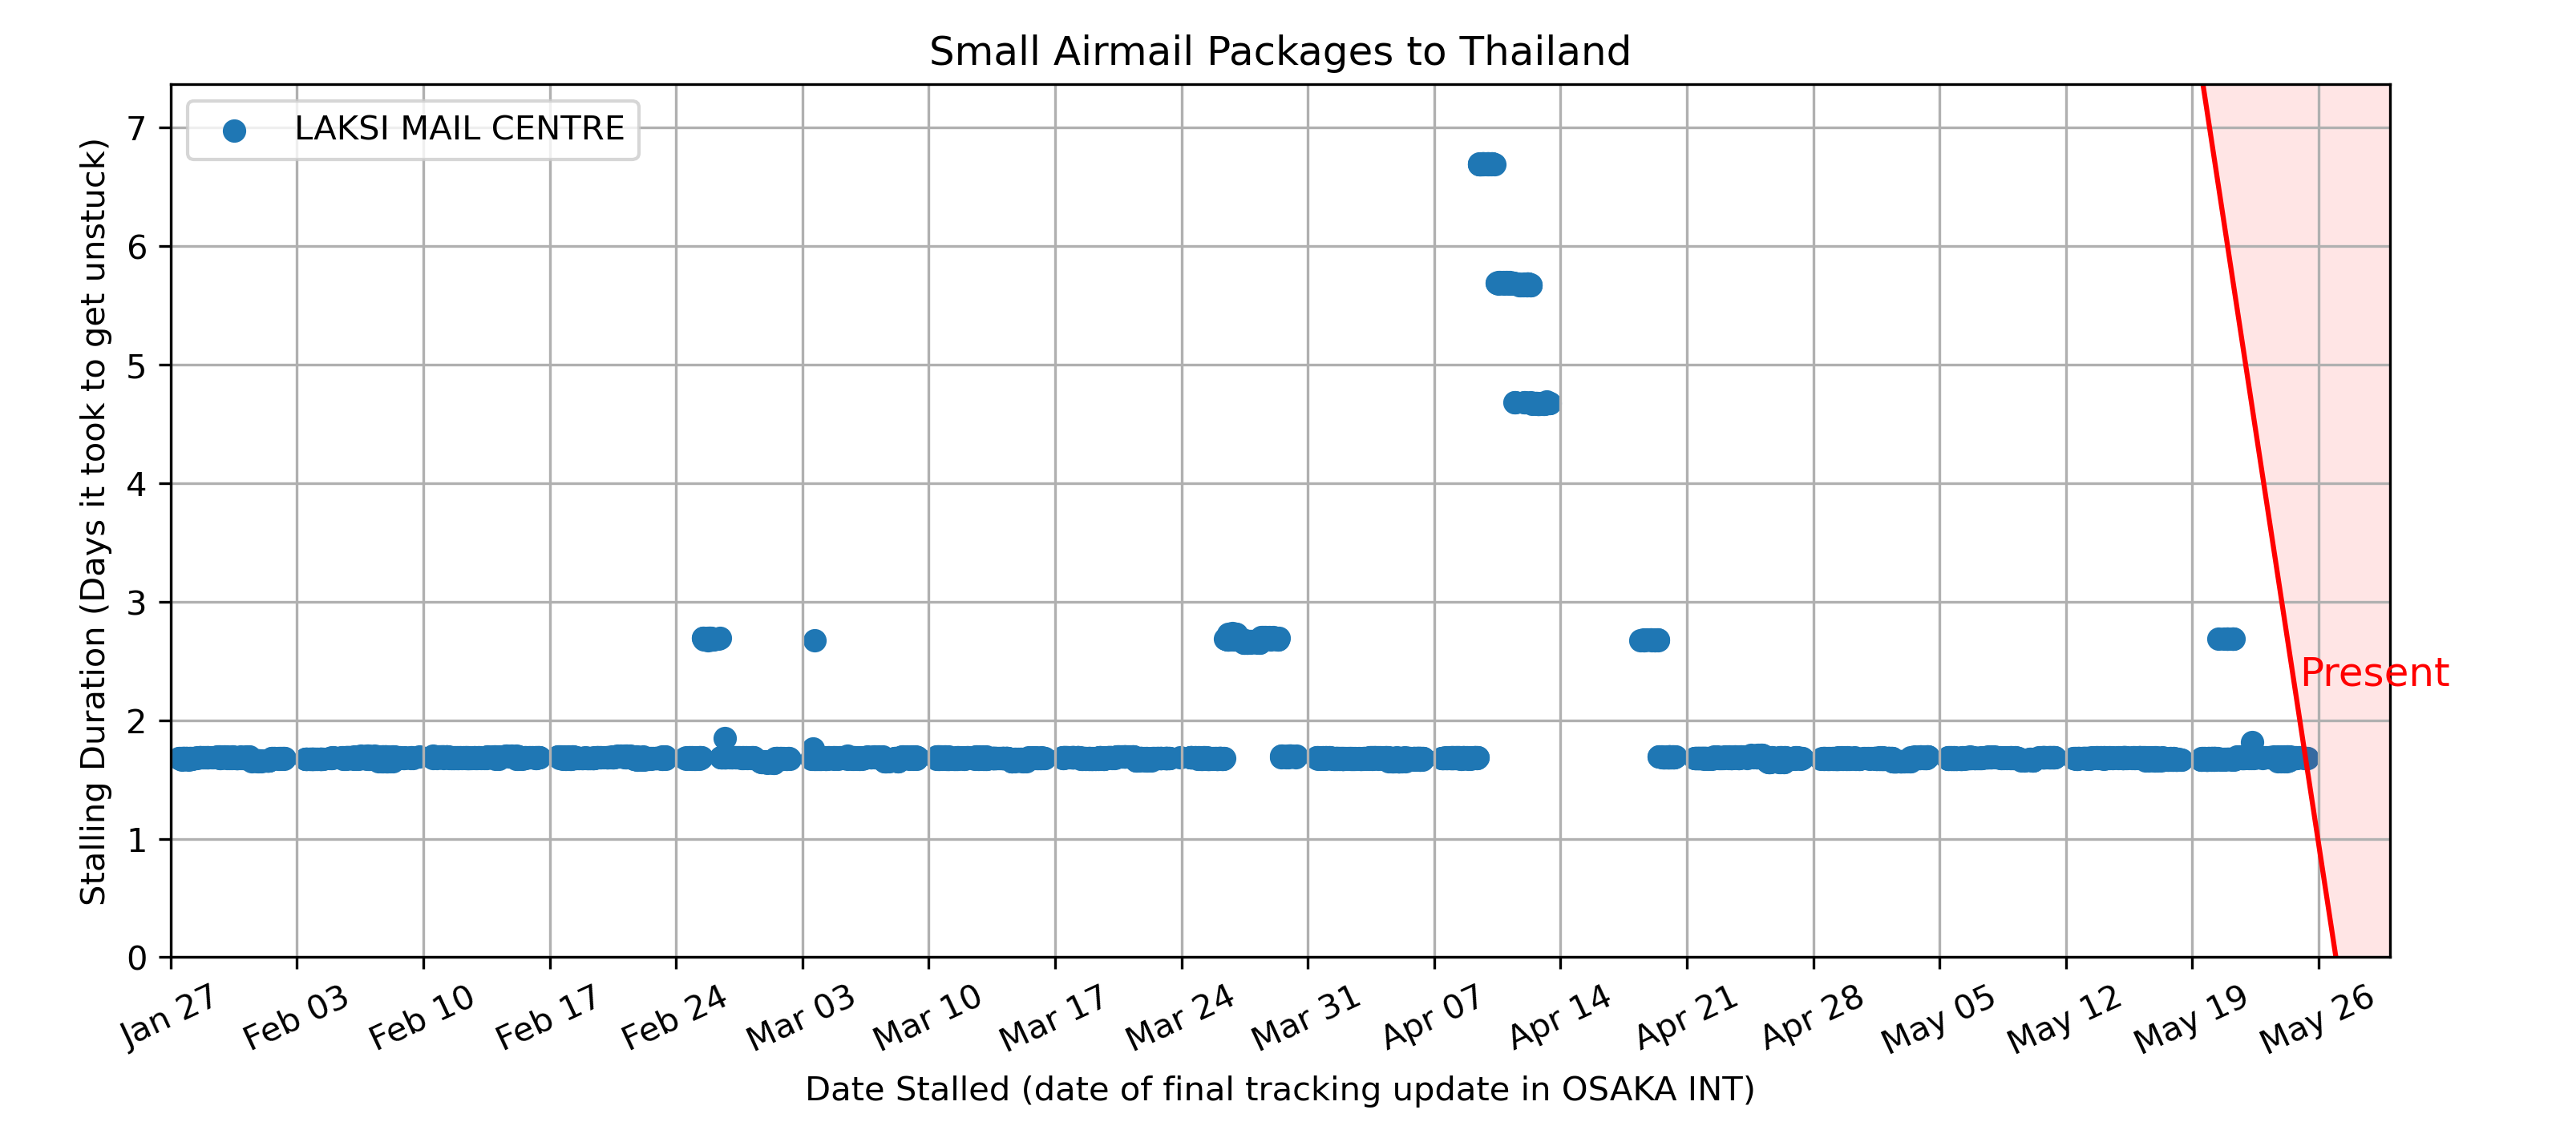 Small Airmail Packages to Thailand
LAKSI MAIL CENTRE
Stalling Duration (Days it took to get unstuck)
7
6
5
4
3
2
1
0
Present
Jan 27
Feb 03
Feb 10
Feb 17
Feb 24
Mar 03
Mar 10
Mar 17
Mar 24
Mar 31
Apr 07
Apr 14
Apr 21
Apr 28
May 05
May 12
May 19
May 26
Date Stalled (date of final tracking update in OSAKA INT)